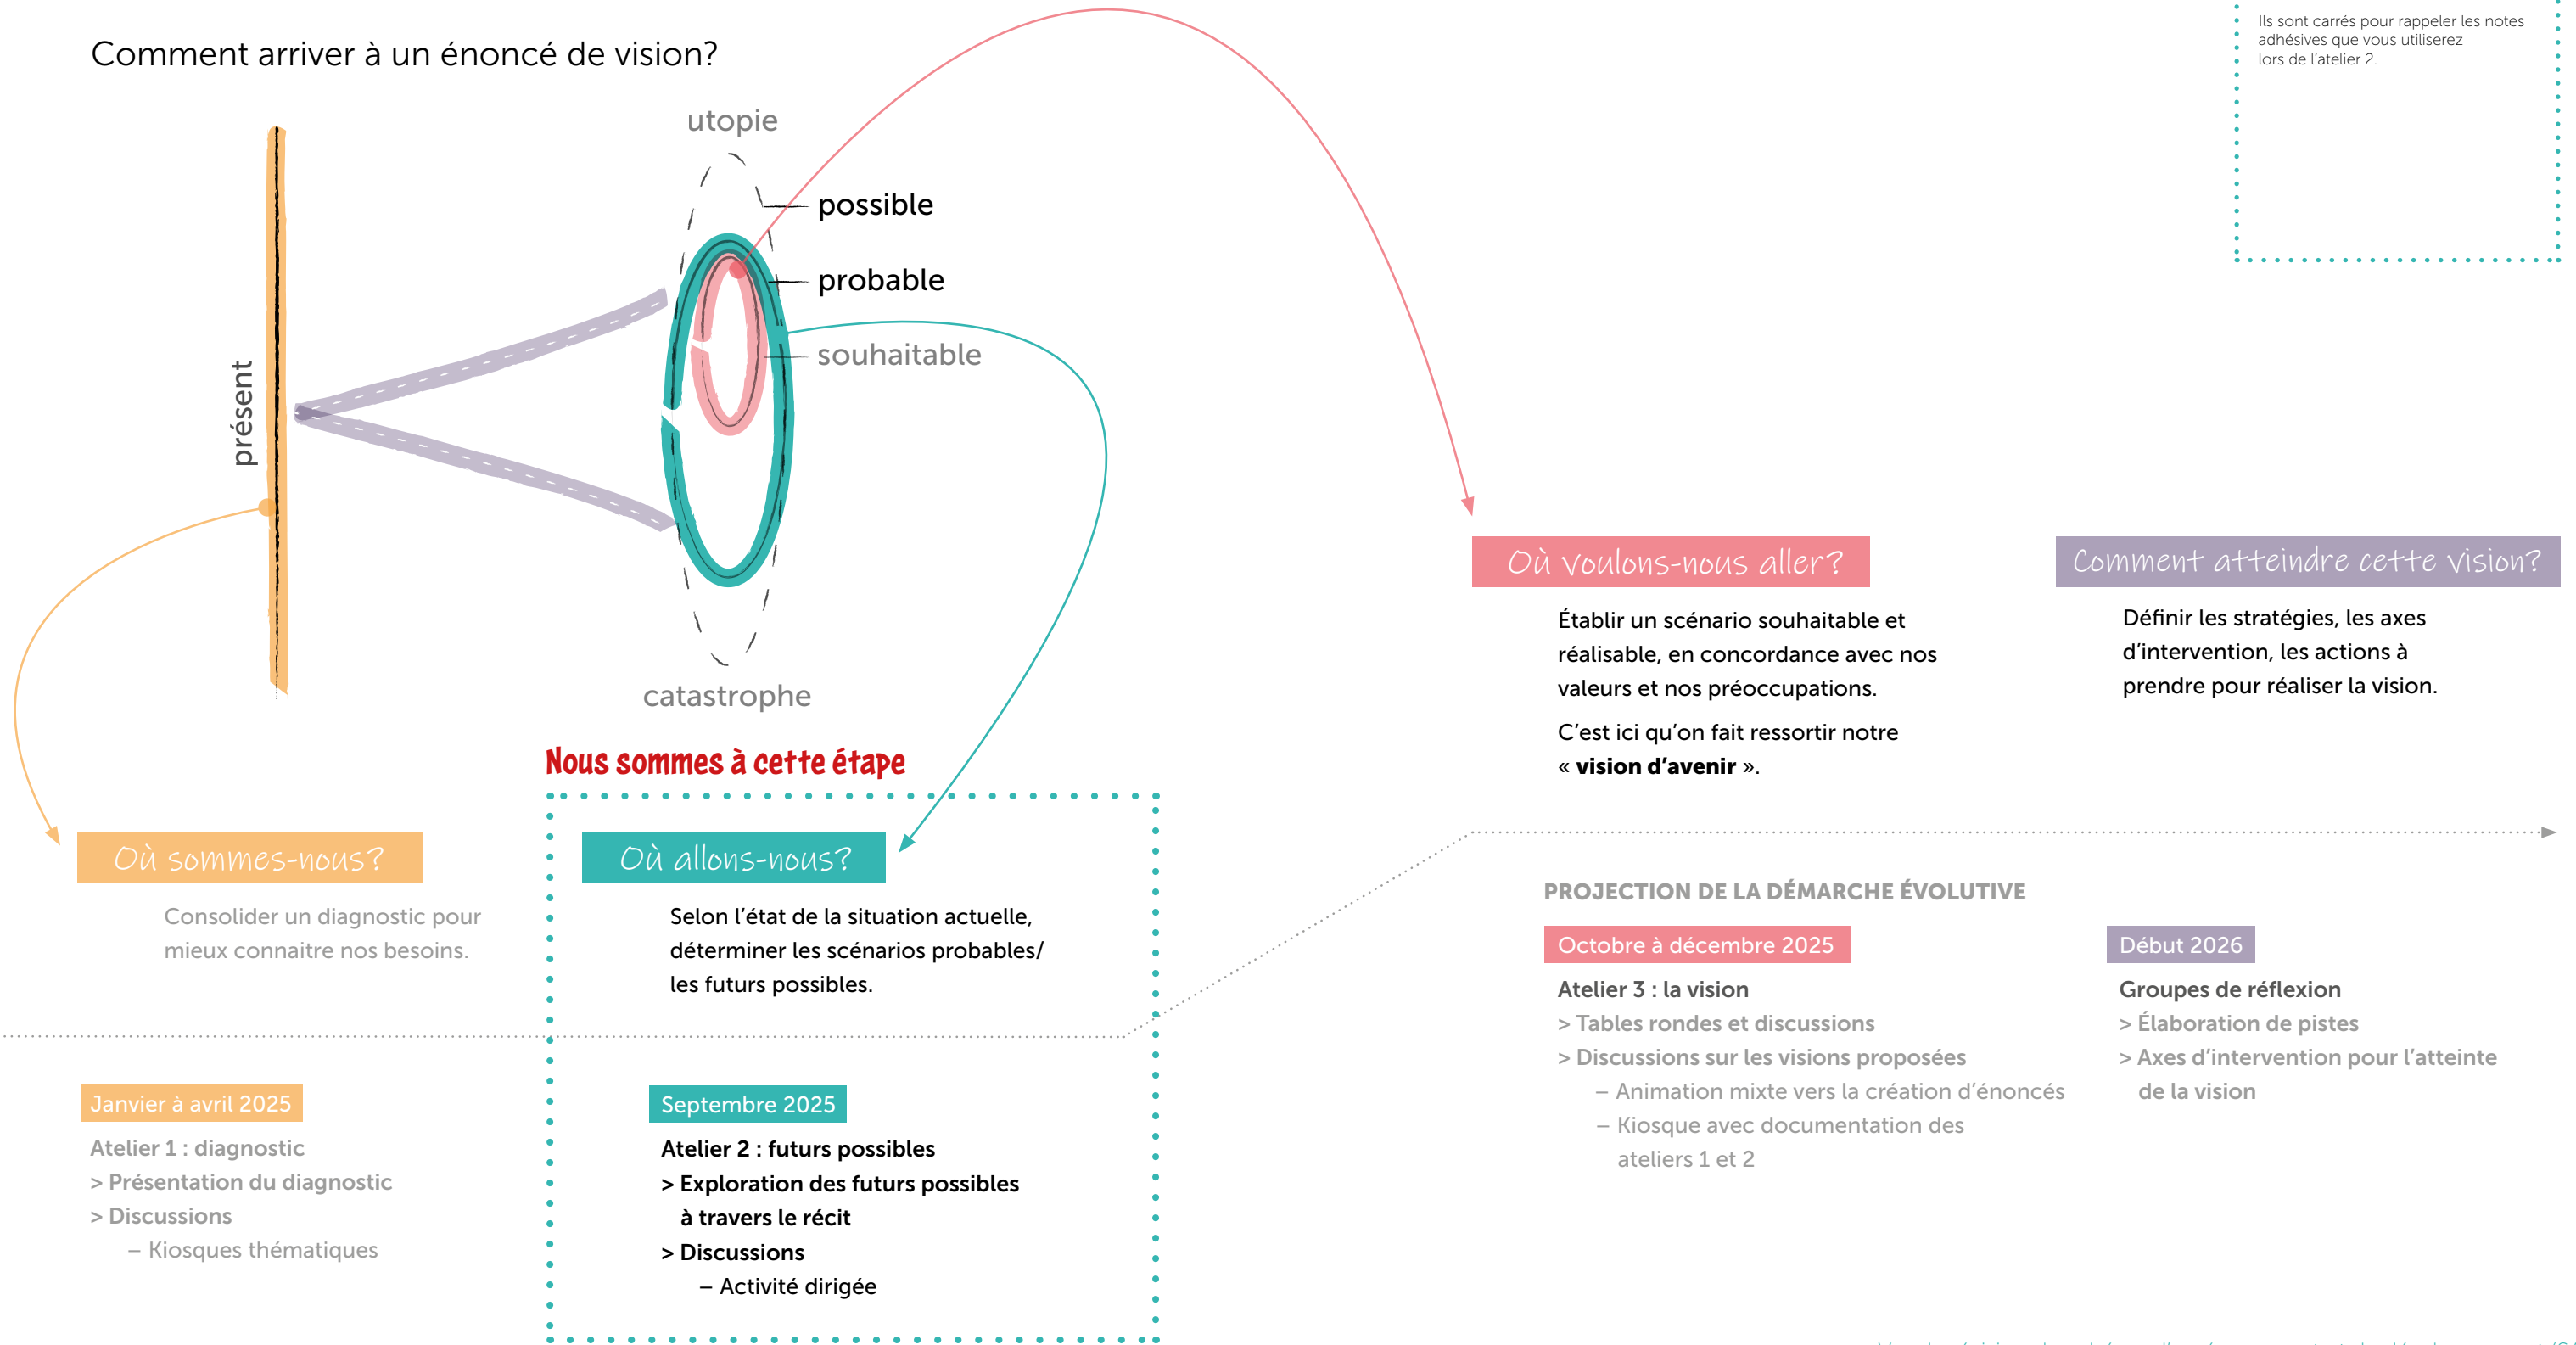 Ils sont carrés pour rappeler les notes
adhésives que vous utiliserez
lors de l'atelier 2.
Comment arriver à un énoncé de vision?
utopie
possible
probable
souhaitable
présent
catastrophe
Où sommes-nous?
Consolider un diagnostic pour
mieux connaitre nos besoins.
Janvier à avril 2025
Atelier 1 : diagnostic
> Présentation du diagnostic
> Discussions
– Kiosques thématiques
Nous sommes à cette étape
Où allons-nous?
Selon l'état de la situation actuelle,
déterminer les scénarios probables/
les futurs possibles.
Septembre 2025
Atelier 2 : futurs possibles
> Exploration des futurs possibles
à travers le récit
> Discussions
– Activité dirigée
Où voulons-nous aller?
Établir un scénario souhaitable et
réalisable, en concordance avec nos
valeurs et nos préoccupations.
C'est ici qu'on fait ressortir notre
« vision d'avenir ».
Comment atteindre cette vision?
Définir les stratégies, les axes
d'intervention, les actions à
prendre pour réaliser la vision.
PROJECTION DE LA DÉMARCHE ÉVOLUTIVE
Octobre à décembre 2025
Atelier 3 : la vision
> Tables rondes et discussions
> Discussions sur les visions proposées
– Animation mixte vers la création d'énoncés
– Kiosque avec documentation des
ateliers 1 et 2
Début 2026
Groupes de réflexion
> Élaboration de pistes
> Axes d'intervention pour l'atteinte
de la vision